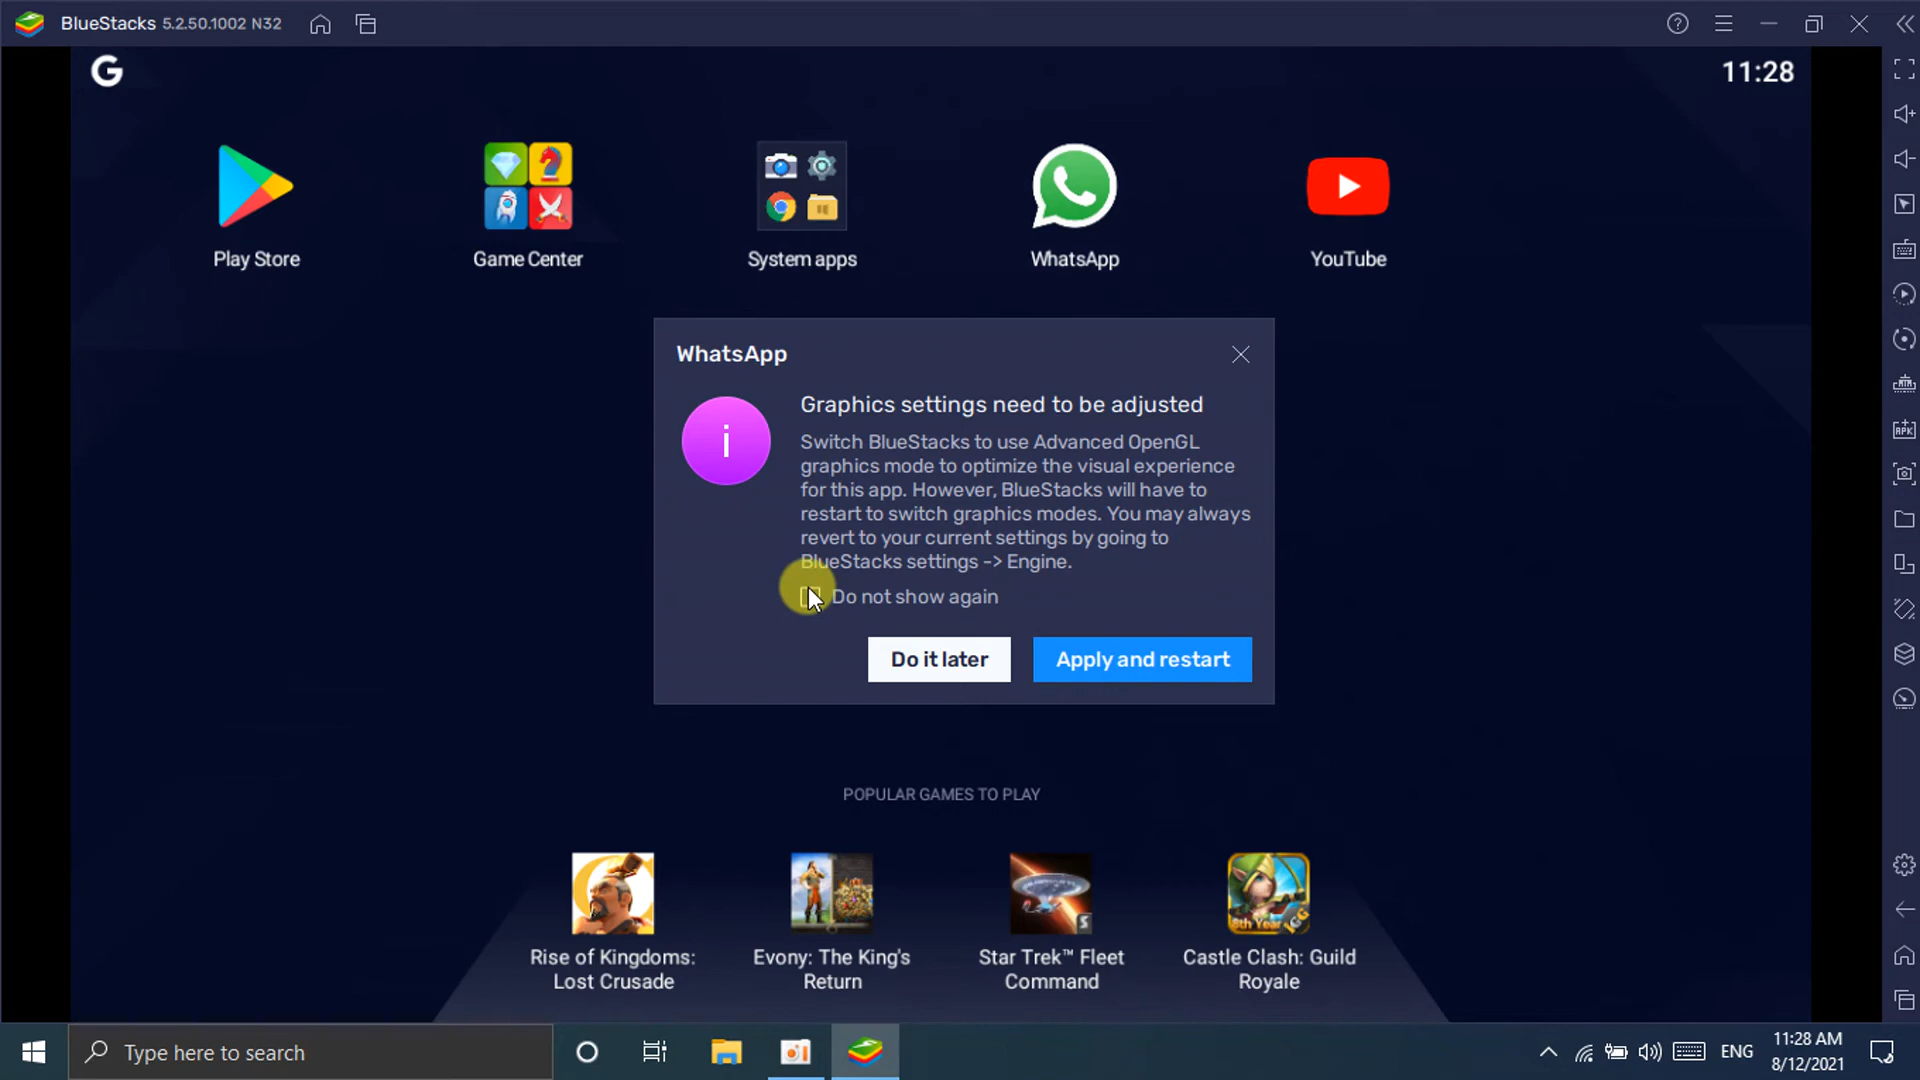 BlueStacks 5.2.50.1002 N32
11:28
Play Store
Game Center
System apps
WhatsApp
YouTube
WhatsApp
i
Graphics settings need to be adjusted
Switch BlueStacks to use Advanced OpenGL
graphics mode to optimize the visual experience
for this app. However, BlueStacks will have to
restart to switch graphics modes. You may always
revert to your current settings by going to
BlueStacks settings -> Engine.
Do not show again
Do it later
Apply and restart
POPULAR GAMES TO PLAY
8th Year
Rise of Kingdoms:
Lost Crusade
Evony: The King's
Return
Star Trek™ Fleet
Command
Castle Clash: Guild
Royale
Type here to search
ENG
11:28 AM
8/12/2021